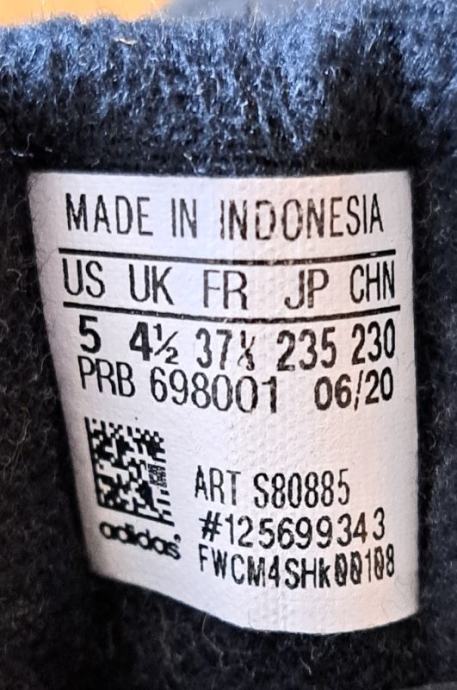 MADE IN INDONESIA
US UK FR JP CHN
5 4½ 37⅓ 235 230
PRB 698001 06/20
ART S80885
#125699343
adidas